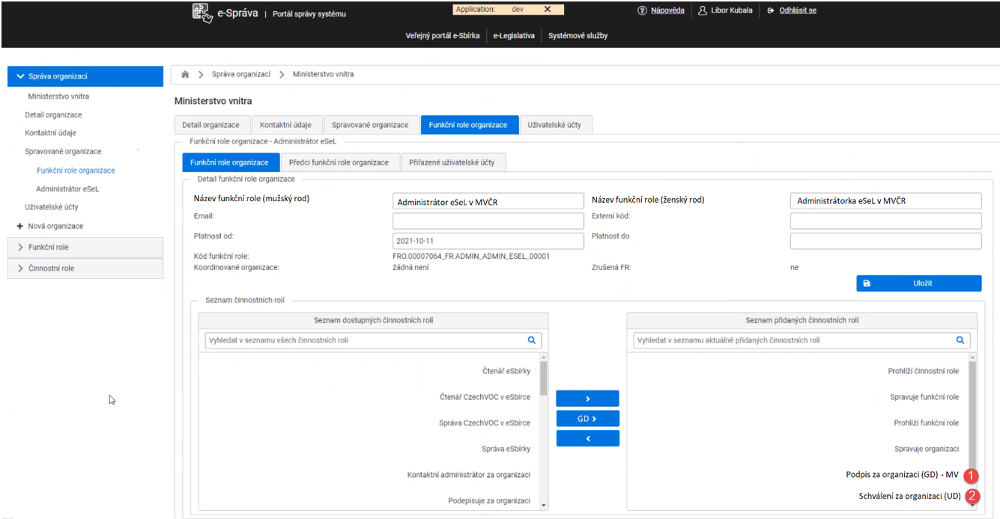 e-Správa | Portál správy systému
Application: dev X
Nápověda
Libor Kubala
Odhlásit se
Veřejný portál e-Sbírka
e-Legislativa
Systémové služby
Správa organizací
Ministerstvo vnitra
Detail organizace
Kontaktní údaje
Spravované organizace
Funkční role organizace
Administrátor eSeL
Uživatelské účty
Nová organizace
Funkční role
Činnostní role
Správa organizací
Ministerstvo vnitra
Ministerstvo vnitra
Detail organizace
Kontaktní údaje
Spravované organizace
Funkční role organizace
Uživatelské účty
Funkční role organizace - Administrátor eSeL
Funkční role organizace
Předci funkční role organizace
Přiřazené uživatelské účty
Detail funkční role organizace
Název funkční role (mužský rod)
Administrátor eSeL v MVČR
Název funkční role (ženský rod)
Administrátorka eSeL v MVČR
Email:
Externí kód:
Platnost od:
2021-10-11
Platnost do
Kód funkční role:
FRO.00007064_FR.ADMIN_ADMIN_ESEL_00001
Koordinované organizace:
žádná není
Zrušená FR:
ne
Uložit
Seznam činnostních rolí
Seznam dostupných činnostních rolí
Vyhledat v seznamu všech činnostních rolí
Čtenář eSbírky
Čtenář CzechVOC v eSbírce
Správa CzechVOC v eSbírce
Správa eSbírky
Kontaktní administrátor za organizaci
Podepisuje za organizaci
GD
Seznam přidaných činnostních rolí
Vyhledat v seznamu aktuálně přidaných činnostních rolí
Prohlíží činnostní role
Spravuje funkční role
Prohlíží funkční role
Spravuje organizaci
Podpis za organizaci (GD) - MV 1
Schválení za organizaci (UD) 2